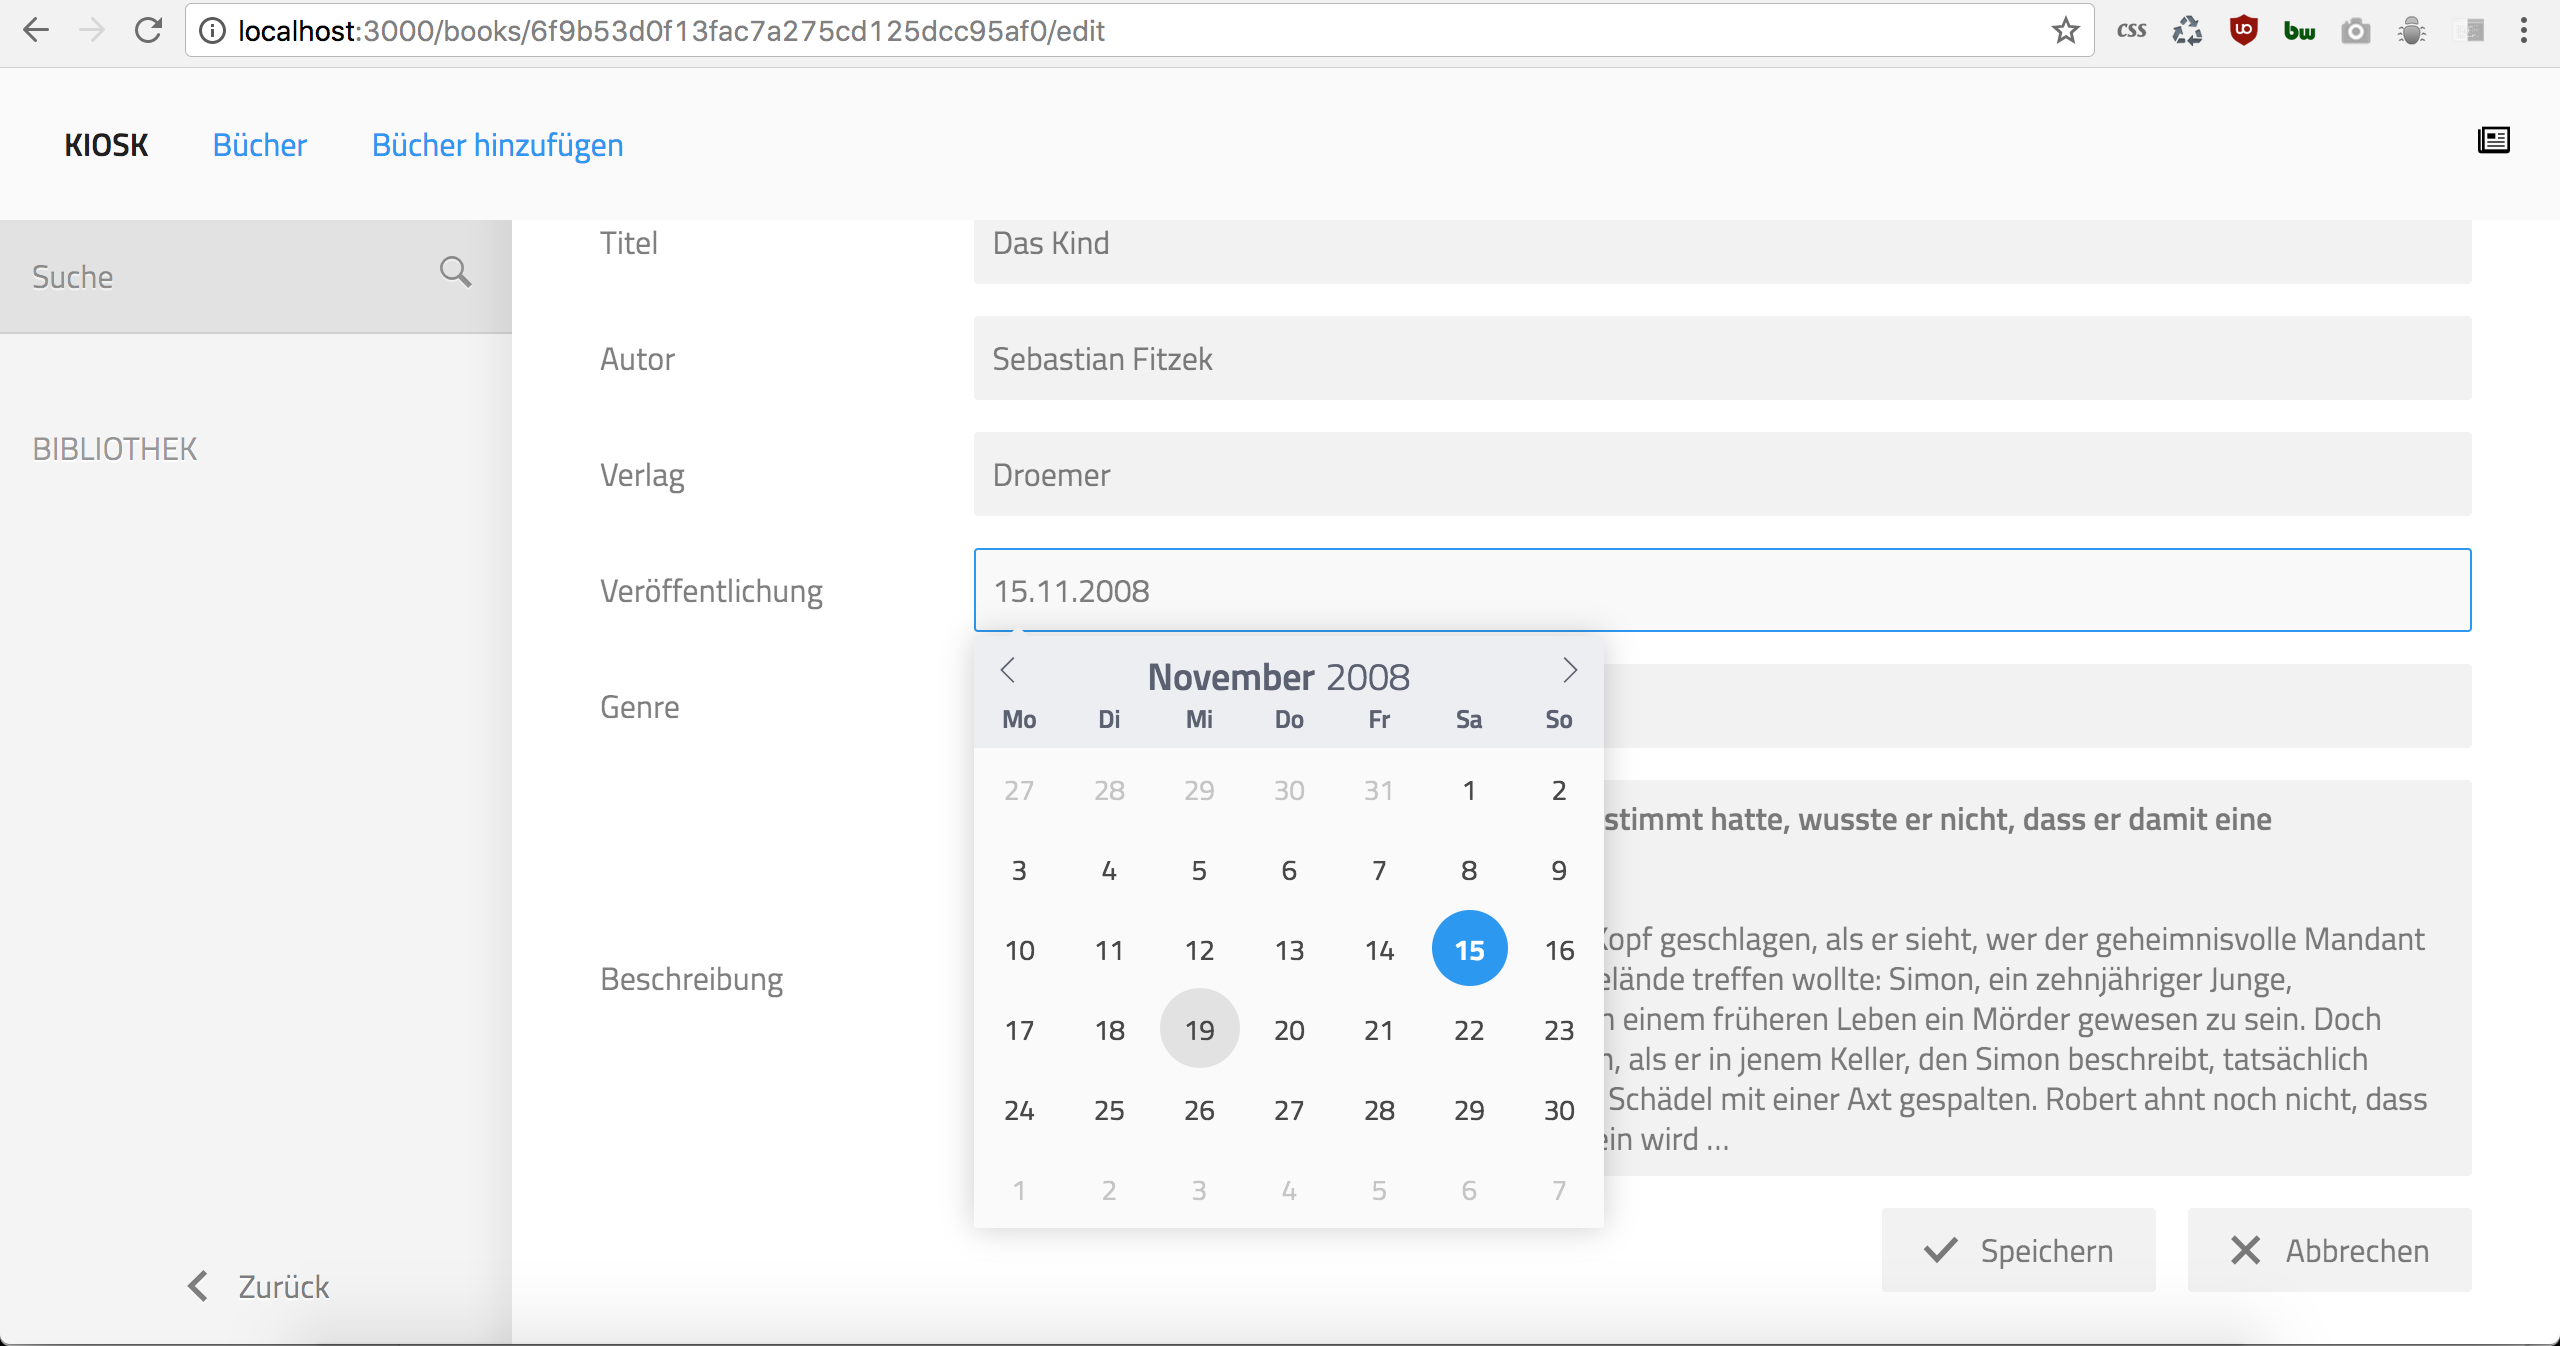 localhost:3000/books/6f9b53d0f13fac7a275cd125dcc95af0/edit
css
uo
bw
KIOSK Bücher Bücher hinzufügen
Suche
BIBLIOTHEK
Zurück
Titel Das Kind
Autor Sebastian Fitzek
Verlag Droemer
Veröffentlichung 15.11.2008
Genre
November 2008
Mo Di Mi Do Fr Sa So
27 28 29 30 31 1 2
3 4 5 6 7 8 9
10 11 12 13 14 15 16
17 18 19 20 21 22 23
24 25 26 27 28 29 30
1 2 3 4 5 6 7
Beschreibung
stimmt hatte, wusste er nicht, dass er damit eine
geschlagen, als er sieht, wer der geheimnisvolle Mandant
treffen wollte: Simon, ein zehnjähriger Junge,
einem früheren Leben ein Mörder gewesen zu sein. Doch
, als er in jenem Keller, den Simon beschreibt, tatsächlich
Schädel mit einer Axt gespalten. Robert ahnt noch nicht, dass
wird ...
Speichern Abbrechen